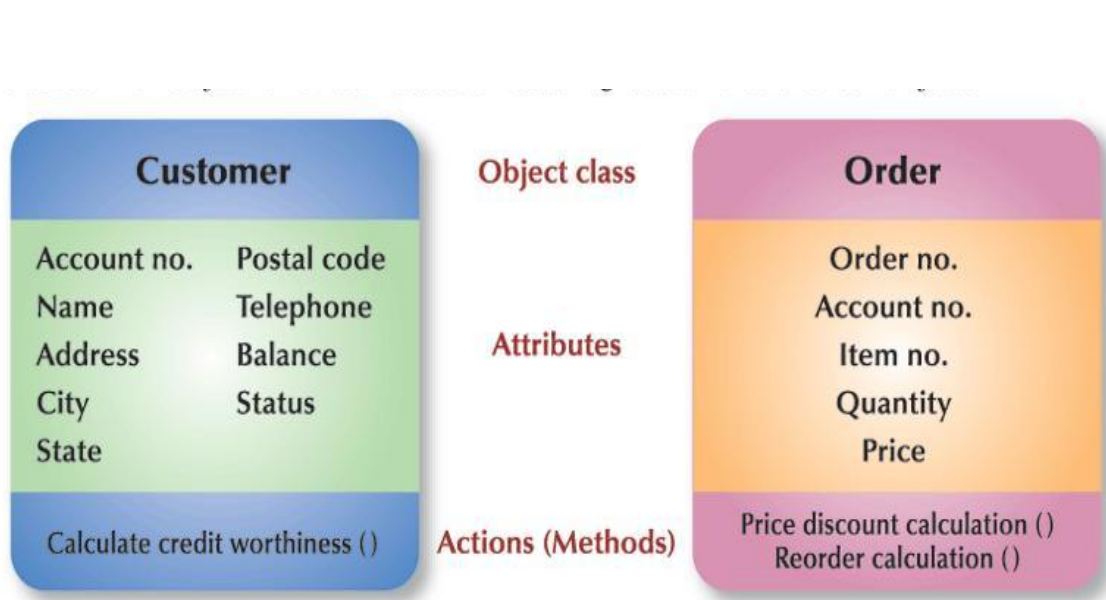 Customer
Account no. Postal code
Name Telephone
Address Balance
City Status
State
Calculate credit worthiness ()
Object class
Attributes
Actions (Methods)
Order
Order no.
Account no.
Item no.
Quantity
Price
Price discount calculation ()
Reorder calculation ()